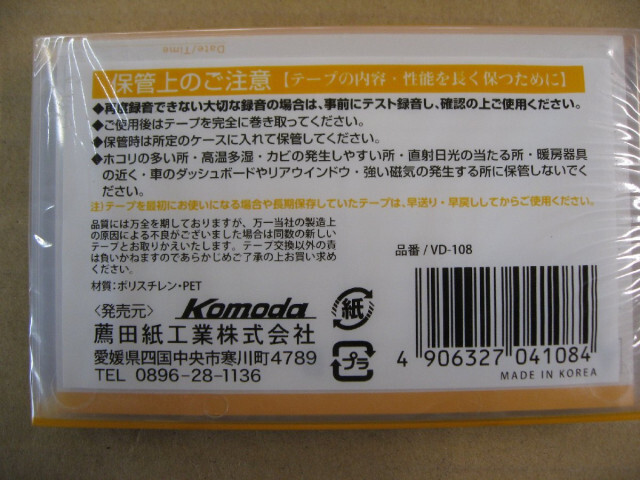 Date/Time
保管上のご注意【テープの内容・性能を長く保つために】
●再度録音できない大切な録音の場合は、事前にテスト録音し、確認の上ご使用ください。
●ご使用後はテープを完全に巻き取ってください。
●保管時は所定のケースに入れて保管してください。
●ホコリの多い所・高温多湿・カビの発生しやすい所・直射日光の当たる所・暖房器具
の近く・車のダッシュボードやリアウインドウ・強い磁気の発生する所に保管しないでく
ださい。
注）テープを最初にお使いになる場合や長期保存していたテープは、早送り・早戻ししてからご使用ください。
品質には万全を期しておりますが、万一当社の製造上
の原因による不良がございました場合は同数の新しい
テープとお取りかえいたします。テープ交換以外の責
は負いかねますのであらかじめご了承の上お買い求め
ください。
材質:ポリスチレン・PET
品番/VD-108
〈発売元〉 Komoda
薦田紙工業株式会社
愛媛県四国中央市寒川町4789
TEL 0896-28-1136
紙
プラ
4 906327 041084
MADE IN KOREA